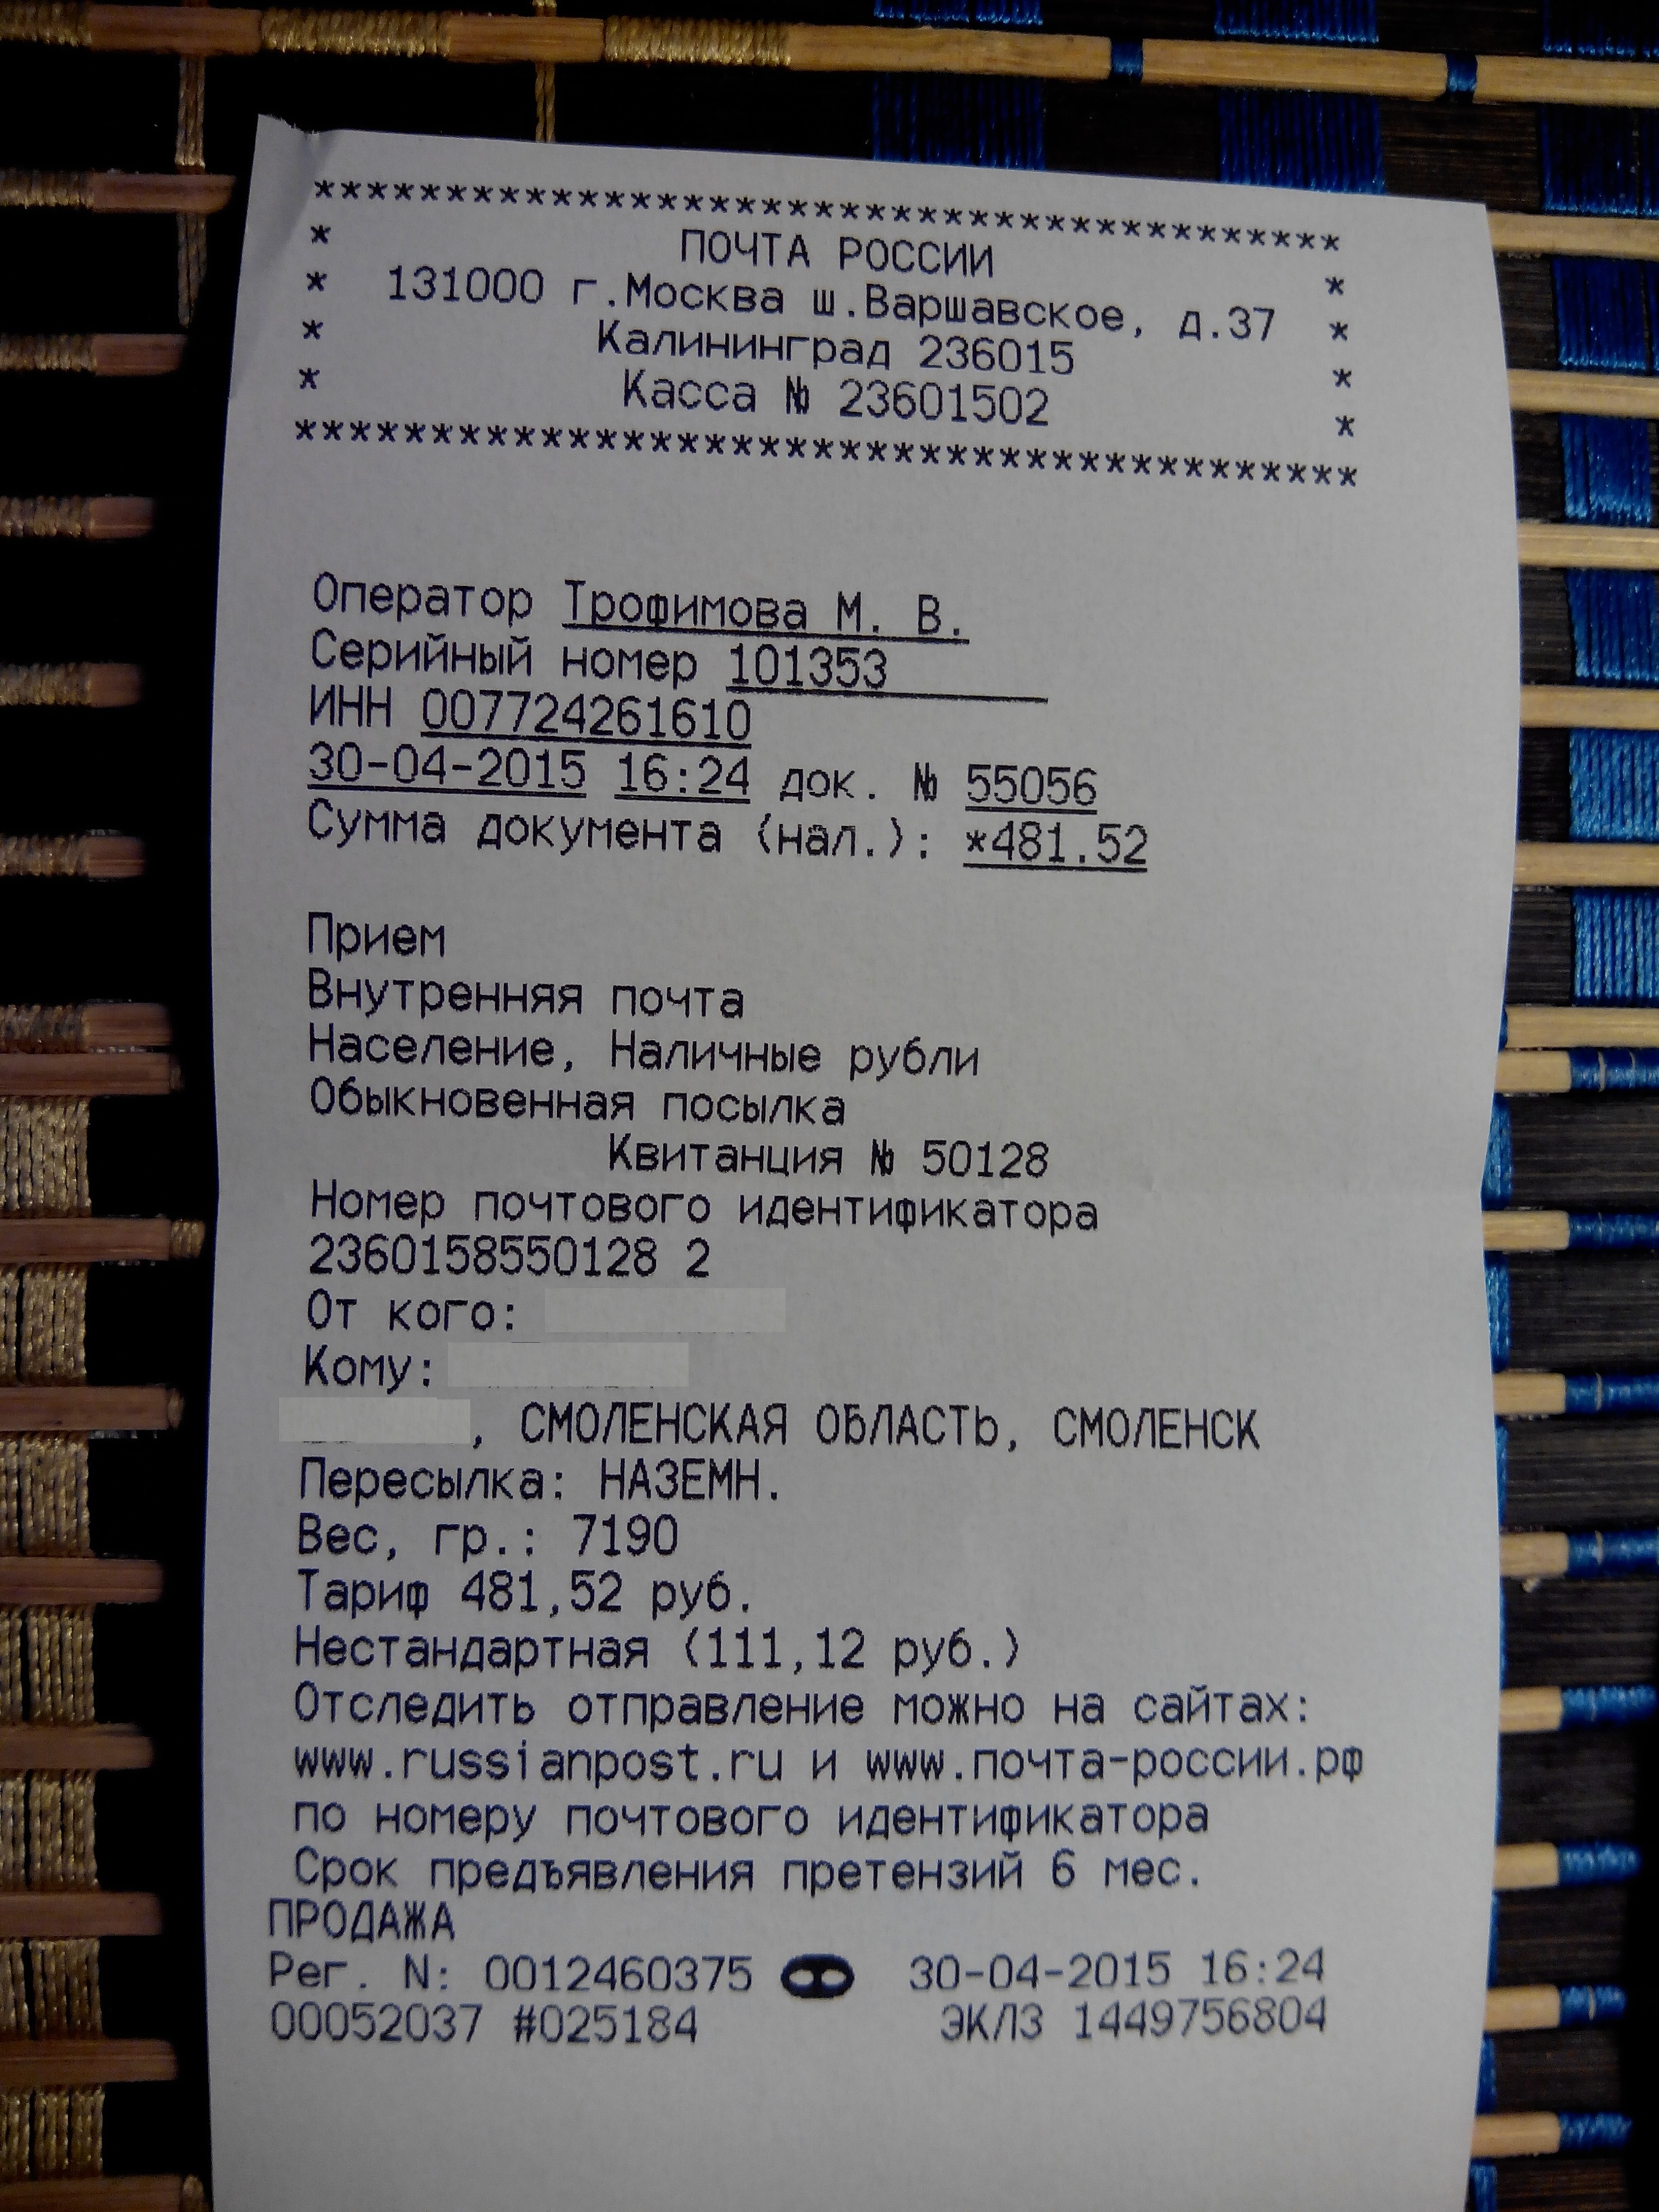 ****************************************
* ПОЧТА РОССИИ *
* 131000 г.Москва ш.Варшавское, д.37 *
* Калининград 236015 *
* Касса № 23601502 *
****************************************
Оператор Трофимова М. В.
Серийный номер 101353
ИНН 007724261610
30-04-2015 16:24 док. № 55056
Сумма документа (нал.): *481.52
Прием
Внутренняя почта
Население, Наличные рубли
Обыкновенная посылка
Квитанция № 50128
Номер почтового идентификатора
2360158550128 2
От кого:
Кому:
, СМОЛЕНСКАЯ ОБЛАСТЬ, СМОЛЕНСК
Пересылка: НАЗЕМН.
Вес, гр.: 7190
Тариф 481,52 руб.
Нестандартная (111,12 руб.)
Отследить отправление можно на сайтах:
www.russianpost.ru и www.почта-россии.рф
по номеру почтового идентификатора
Срок предъявления претензий 6 мес.
ПРОДАЖА
Рег. N: 0012460375 30-04-2015 16:24
00052037 #025184 ЭКЛЗ 1449756804